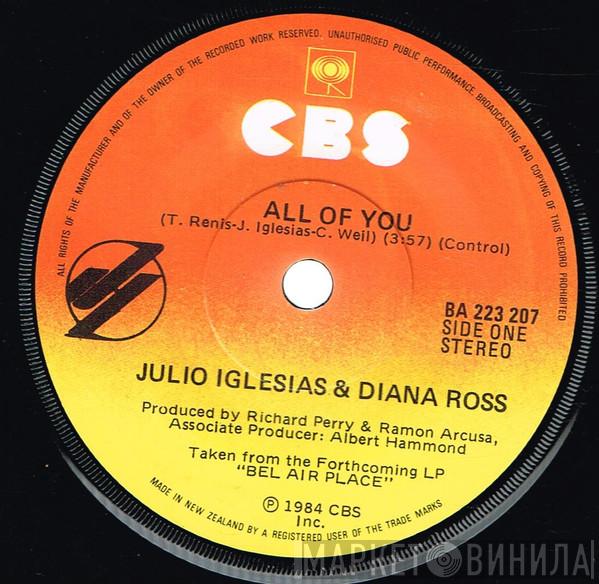 ALL RIGHTS OF THE MANUFACTURER AND OF THE OWNER OF THE RECORDED WORK RESERVED. UNAUTHORISED PUBLIC PERFORMANCE, BROADCASTING AND COPYING OF THIS RECORD PROHIBITED
CBS
ALL OF YOU
(T. Renis-J. Iglesias-C. Weil) (3:57) (Control)
BA 223 207
SIDE ONE
STEREO
JULIO IGLESIAS & DIANA ROSS
Produced by Richard Perry & Ramon Arcusa,
Associate Producer: Albert Hammond
Taken from the Forthcoming LP
“BEL AIR PLACE”
℗ 1984 CBS
Inc.
MADE IN NEW ZEALAND BY A REGISTERED USER OF THE TRADE MARKS
МАРКЕТ ВИНИЛА